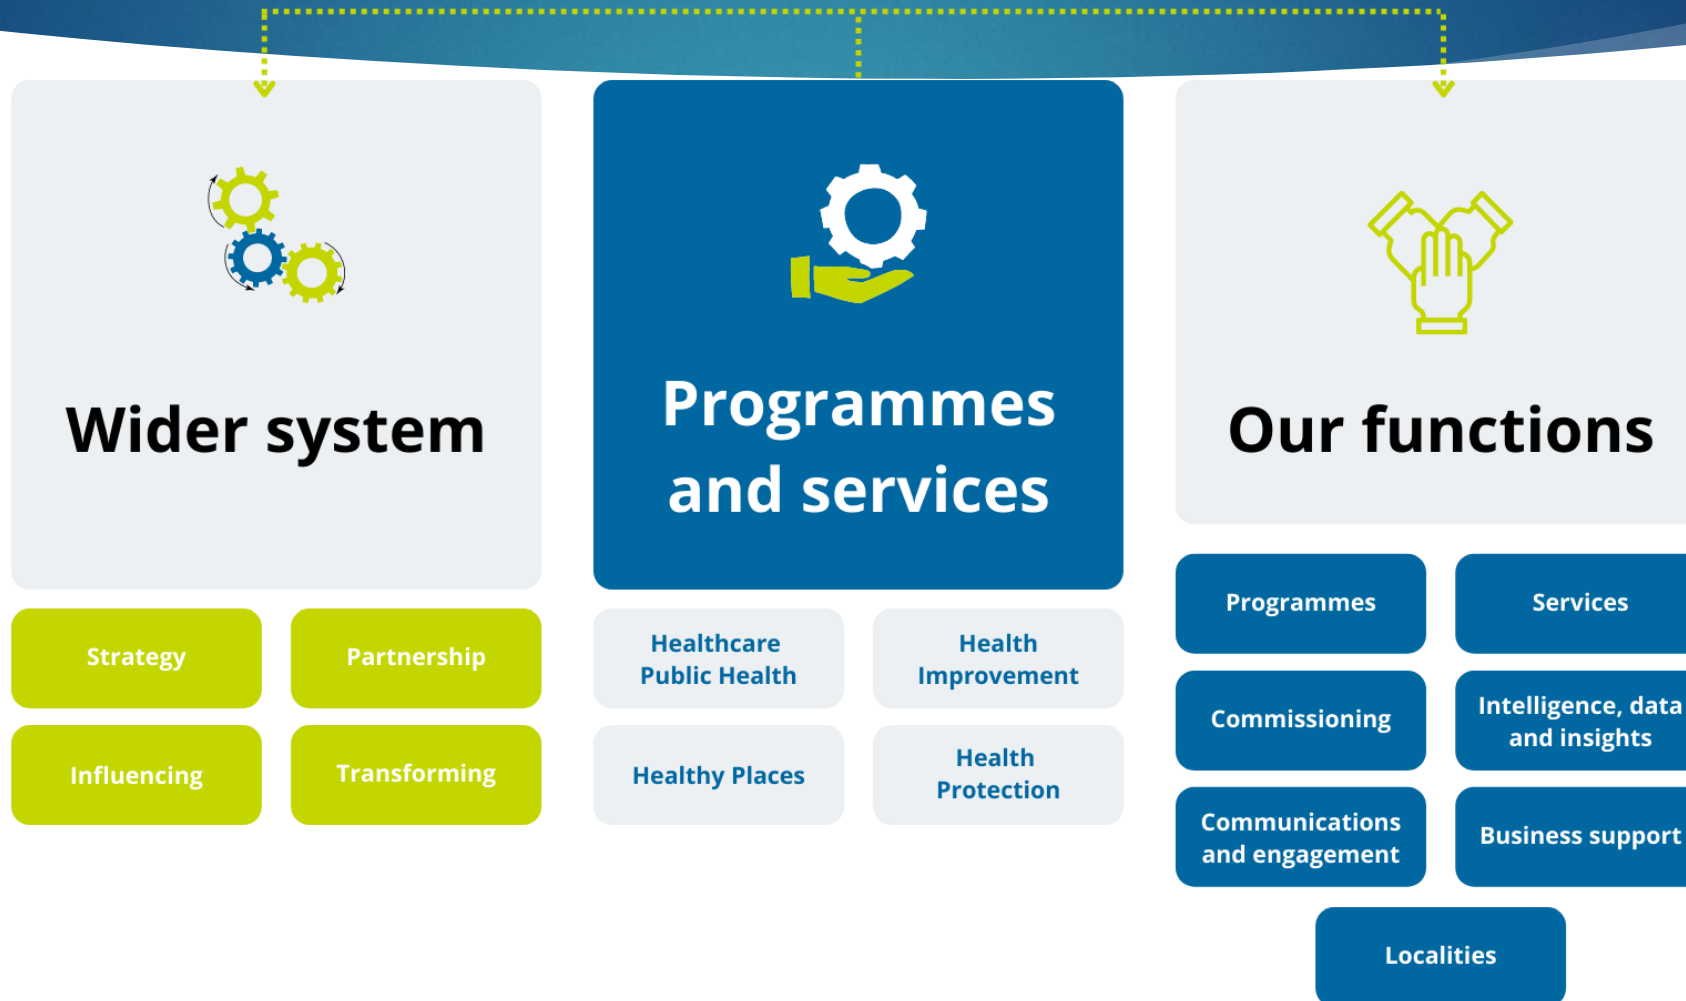 Wider system
Strategy
Partnership
Influencing
Transforming
Programmes
and services
Healthcare
Public Health
Health
Improvement
Healthy Places
Health
Protection
Our functions
Programmes
Services
Commissioning
Intelligence, data
and insights
Communications
and engagement
Business support
Localities